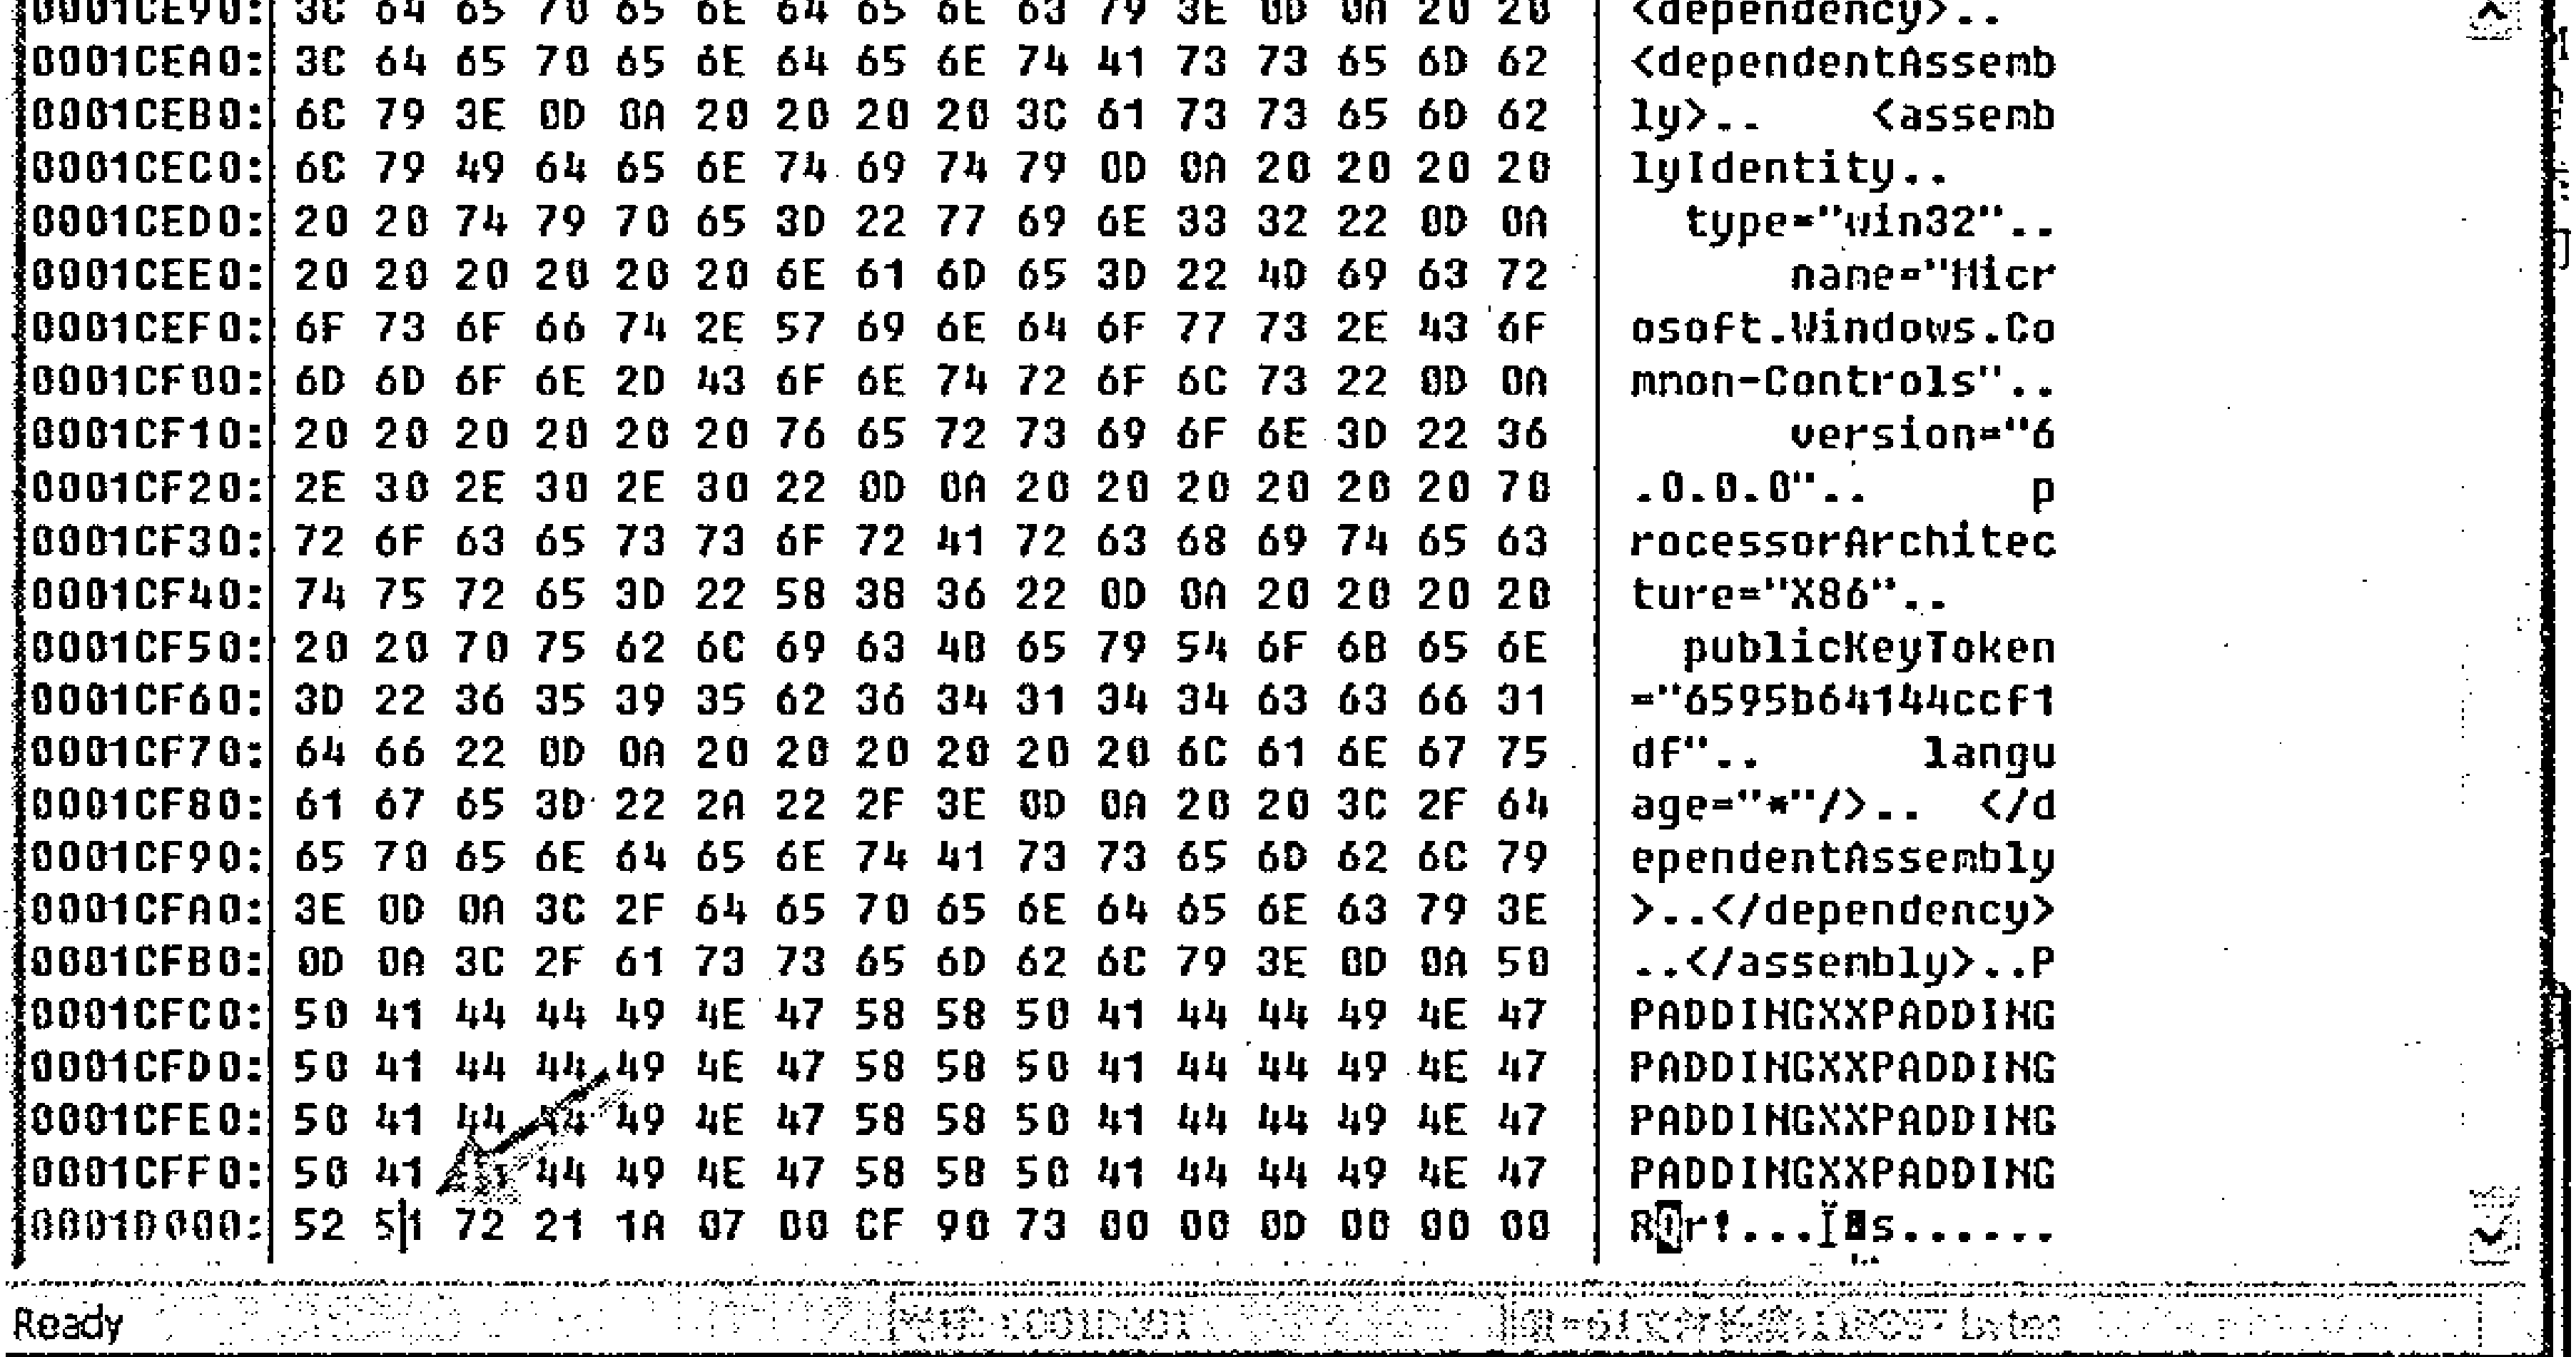 0001CE90: 3C 64 65 70 65 6E 64 65 6E 63 79 3E 0D 0A 20 20 <dependency>..
0001CEA0: 3C 64 65 70 65 6E 64 65 6E 74 41 73 73 65 6D 62 <dependentAssemb
0001CEB0: 6C 79 3E 0D 0A 20 20 20 20 3C 61 73 73 65 6D 62 ly>..    <assemb
0001CEC0: 6C 79 49 64 65 6E 74 69 74 79 0D 0A 20 20 20 20 lyIdentity..
0001CED0: 20 20 74 79 70 65 3D 22 77 69 6E 33 32 22 0D 0A   type="win32"..
0001CEE0: 20 20 20 20 20 20 6E 61 6D 65 3D 22 4D 69 63 72       name="Micr
0001CEF0: 6F 73 6F 66 74 2E 57 69 6E 64 6F 77 73 2E 43 6F osoft.Windows.Co
0001CF00: 6D 6D 6F 6E 2D 43 6F 6E 74 72 6F 6C 73 22 0D 0A mmon-Controls"..
0001CF10: 20 20 20 20 20 20 76 65 72 73 69 6F 6E 3D 22 36       version="6
0001CF20: 2E 30 2E 30 2E 30 22 0D 0A 20 20 20 20 20 20 70 .0.0.0"..      p
0001CF30: 72 6F 63 65 73 73 6F 72 41 72 63 68 69 74 65 63 rocessorArchitec
0001CF40: 74 75 72 65 3D 22 58 38 36 22 0D 0A 20 20 20 20 ture="X86"..
0001CF50: 20 20 70 75 62 6C 69 63 4B 65 79 54 6F 6B 65 6E   publicKeyToken
0001CF60: 3D 22 36 35 39 35 62 36 34 31 34 34 63 63 66 31 ="6595b64144ccf1
0001CF70: 64 66 22 0D 0A 20 20 20 20 20 20 6C 61 6E 67 75 df"..      langu
0001CF80: 61 67 65 3D 22 2A 22 2F 3E 0D 0A 20 20 3C 2F 64 age="*"/>..  </d
0001CF90: 65 70 65 6E 64 65 6E 74 41 73 73 65 6D 62 6C 79 ependentAssembly
0001CFA0: 3E 0D 0A 3C 2F 64 65 70 65 6E 64 65 6E 63 79 3E >..</dependency>
0001CFB0: 0D 0A 3C 2F 61 73 73 65 6D 62 6C 79 3E 0D 0A 50 ..</assembly>..P
0001CFC0: 50 41 44 44 49 4E 47 58 58 50 41 44 44 49 4E 47 PADDINGXXPADDING
0001CFD0: 50 41 44 44 49 4E 47 58 58 50 41 44 44 49 4E 47 PADDINGXXPADDING
0001CFE0: 50 41 44 44 49 4E 47 58 58 50 41 44 44 49 4E 47 PADDINGXXPADDING
0001CFF0: 50 41 44 49 4E 47 58 58 50 41 44 44 49 4E 47 PADDINGXXPADDING
0001D000: 52 51 72 21 1A 07 00 CF 90 73 00 00 0D 00 00 00 Qr!...Ï s......
Ready bytes